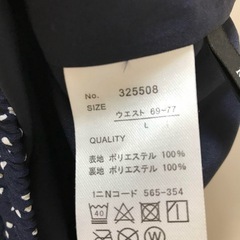 No. 325508
SIZE ウエスト 69-77
L
QUALITY
表地 ポリエステル 100%
裏地 ポリエステル 100%
ｺﾆNコード 565-354
40